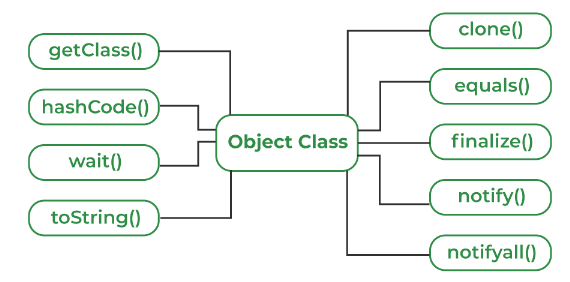 getClass()
hashCode()
wait()
toString()
Object Class
clone()
equals()
finalize()
notify()
notifyall()